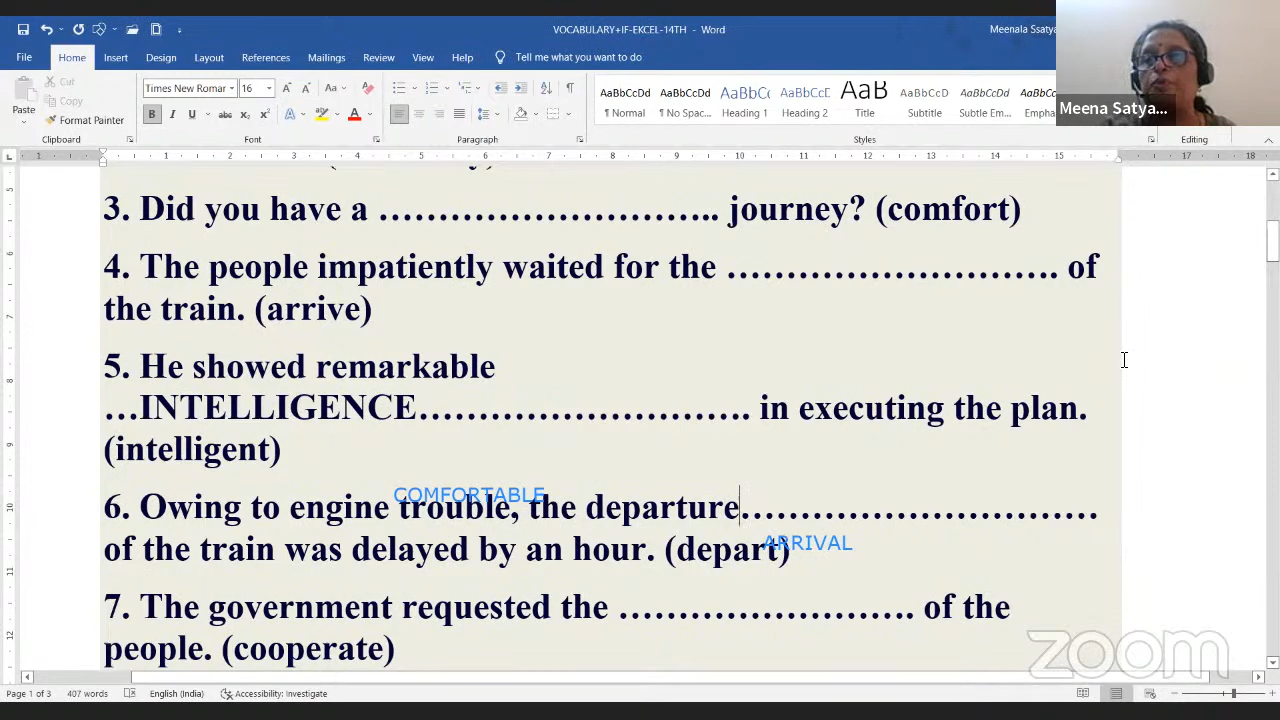 VOCABULARY+IF-EKCEL-14TH - Word
Meenala Ssatya
File Home Insert Design Layout References Mailings Review View Help Tell me what you want to do
Paste
Cut
Copy
Format Painter
Clipboard
Times New Roman 16
Font
Paragraph
AaBbCcDd AaBbCcDd AaBbCc AaBbCcC AaB AaBbCcD AaBbCcDd AaBbCcDd
¶ Normal ¶ No Spac... Heading 1 Heading 2 Title Subtitle Subtle Em... Empha
Styles
Editing
Meena Satya...
3. Did you have a ……………………….. journey? (comfort)
4. The people impatiently waited for the ………………………. of
the train. (arrive)
5. He showed remarkable
…INTELLIGENCE………………………. in executing the plan.
(intelligent)
COMFORTABLE
6. Owing to engine trouble, the departure…………………………
of the train was delayed by an hour. (depart)
ARRIVAL
7. The government requested the ……………………. of the
people. (cooperate)
zoom
Page 1 of 3 407 words English (India) Accessibility: Investigate